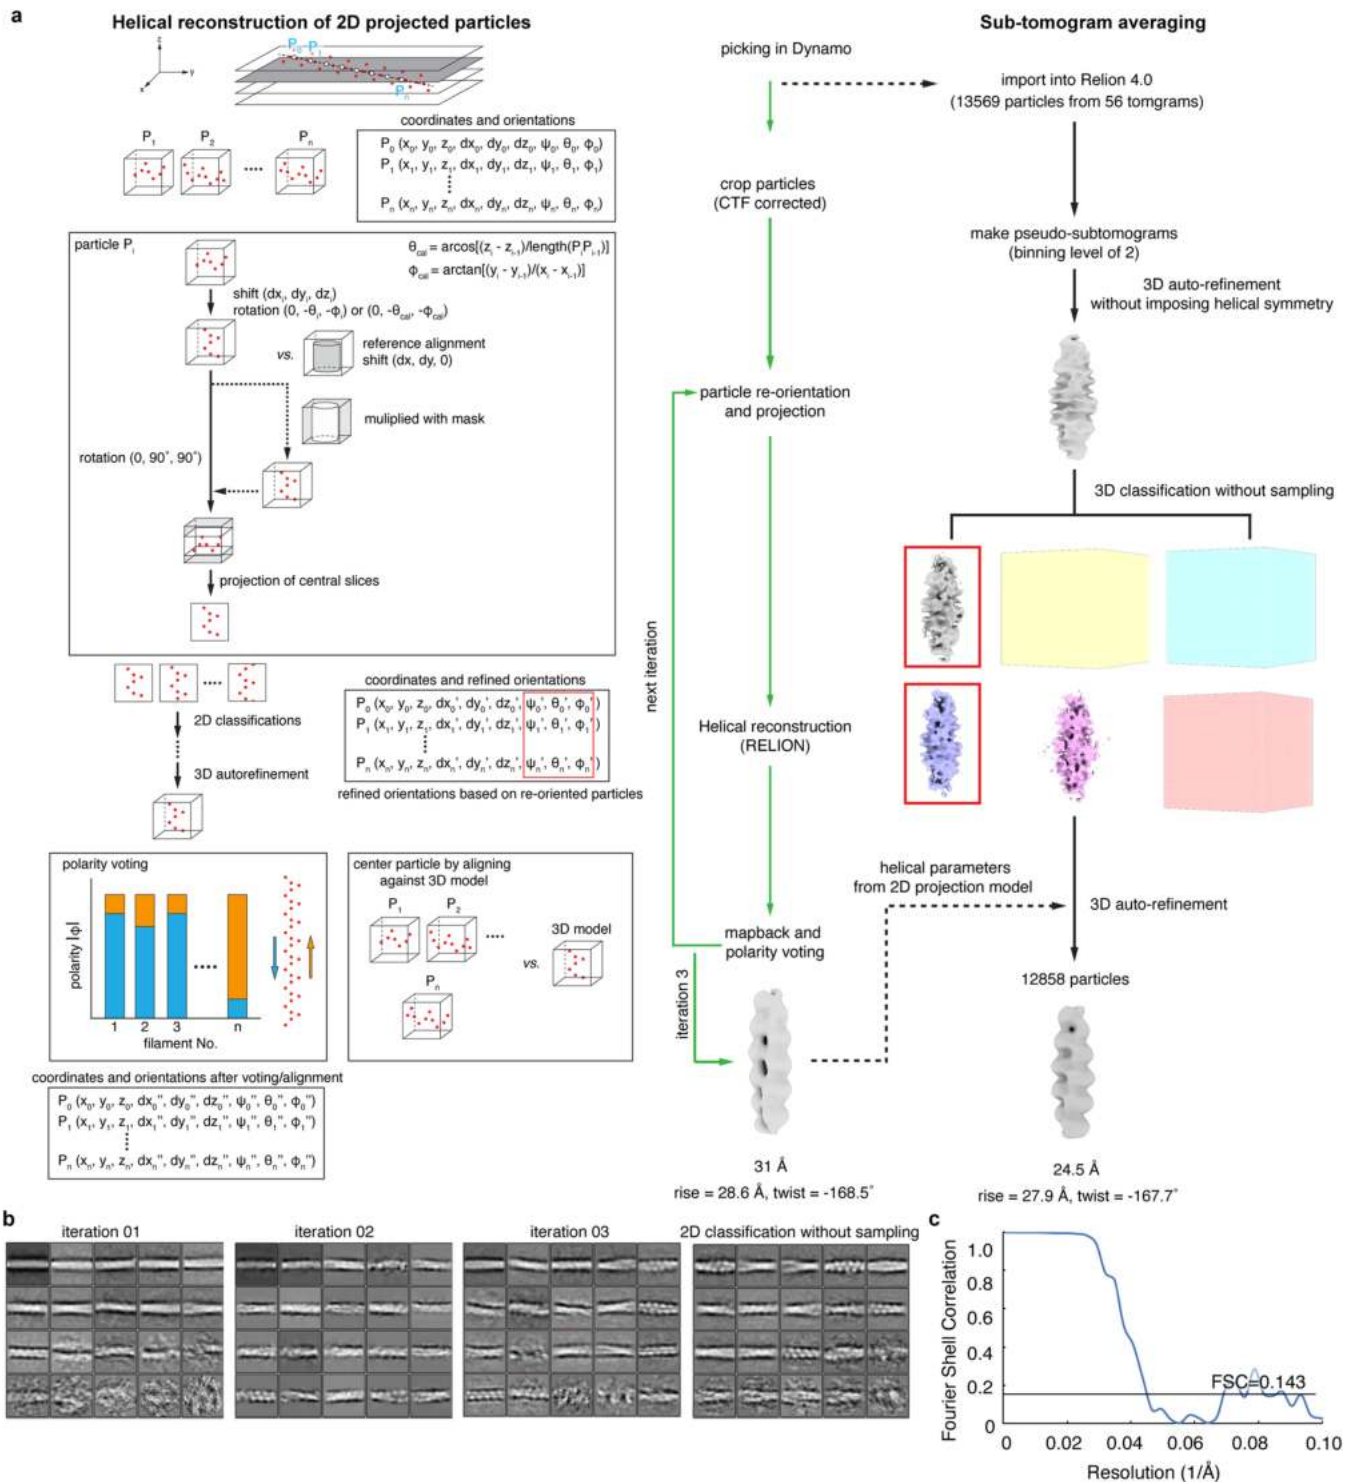 a
Helical reconstruction of 2D projected particles
z
y
x
P₀ P₁
Pₙ
P₁ P₂ Pₙ
....
coordinates and orientations
P₀ (x₀, y₀, z₀, dx₀, dy₀, dz₀, ψ₀, θ₀, ϕ₀)
P₁ (x₁, y₁, z₁, dx₁, dy₁, dz₁, ψ₁, θ₁, ϕ₁)
Pₙ (xₙ, yₙ, zₙ, dxₙ, dyₙ, dzₙ, ψₙ, θₙ, ϕₙ)
particle Pᵢ
θcal = arcos[(zᵢ - zᵢ₋₁)/length(PᵢPᵢ₋₁)]
ϕcal = arctan[(yᵢ - yᵢ₋₁)/(xᵢ - xᵢ₋₁)]
shift (dxᵢ, dyᵢ, dzᵢ)
rotation (0, -θᵢ, -ϕᵢ) or (0, -θcal, -ϕcal)
vs.
reference alignment
shift (dx, dy, 0)
muliplied with mask
rotation (0, 90˚, 90˚)
projection of central slices
....
2D classifications
3D autorefinement
coordinates and refined orientations
P₀ (x₀, y₀, z₀, dx₀', dy₀', dz₀', ψ₀', θ₀', ϕ₀')
P₁ (x₁, y₁, z₁, dx₁', dy₁', dz₁', ψ₁', θ₁', ϕ₁')
Pₙ (xₙ, yₙ, zₙ, dxₙ', dyₙ', dzₙ', ψₙ', θₙ', ϕₙ')
refined orientations based on re-oriented particles
polarity voting
polarity |ϕ|
....
1 2 3 n
filament No.
center particle by aligning
against 3D model
P₁ P₂
....
Pₙ
vs.
3D model
coordinates and orientations after voting/alignment
P₀ (x₀, y₀, z₀, dx₀", dy₀", dz₀", ψ₀", θ₀", ϕ₀")
P₁ (x₁, y₁, z₁, dx₁", dy₁", dz₁", ψ₁", θ₁", ϕ₁")
Pₙ (xₙ, yₙ, zₙ, dxₙ", dyₙ", dzₙ", ψₙ", θₙ", ϕₙ")
picking in Dynamo
crop particles
(CTF corrected)
particle re-orientation
and projection
next iteration
Helical reconstruction
(RELION)
mapback and
polarity voting
iteration 3
31 Å
rise = 28.6 Å, twist = -168.5˚
Sub-tomogram averaging
import into Relion 4.0
(13569 particles from 56 tomgrams)
make pseudo-subtomograms
(binning level of 2)
3D auto-refinement
without imposing helical symmetry
3D classification without sampling
helical parameters
from 2D projection model
3D auto-refinement
12858 particles
24.5 Å
rise = 27.9 Å, twist = -167.7˚
b
iteration 01
iteration 02
iteration 03
2D classification without sampling
c
Fourier Shell Correlation
1.0
0.8
0.6
0.4
0.2
0
FSC=0.143
0 0.02 0.04 0.06 0.08 0.10
Resolution (1/Å)